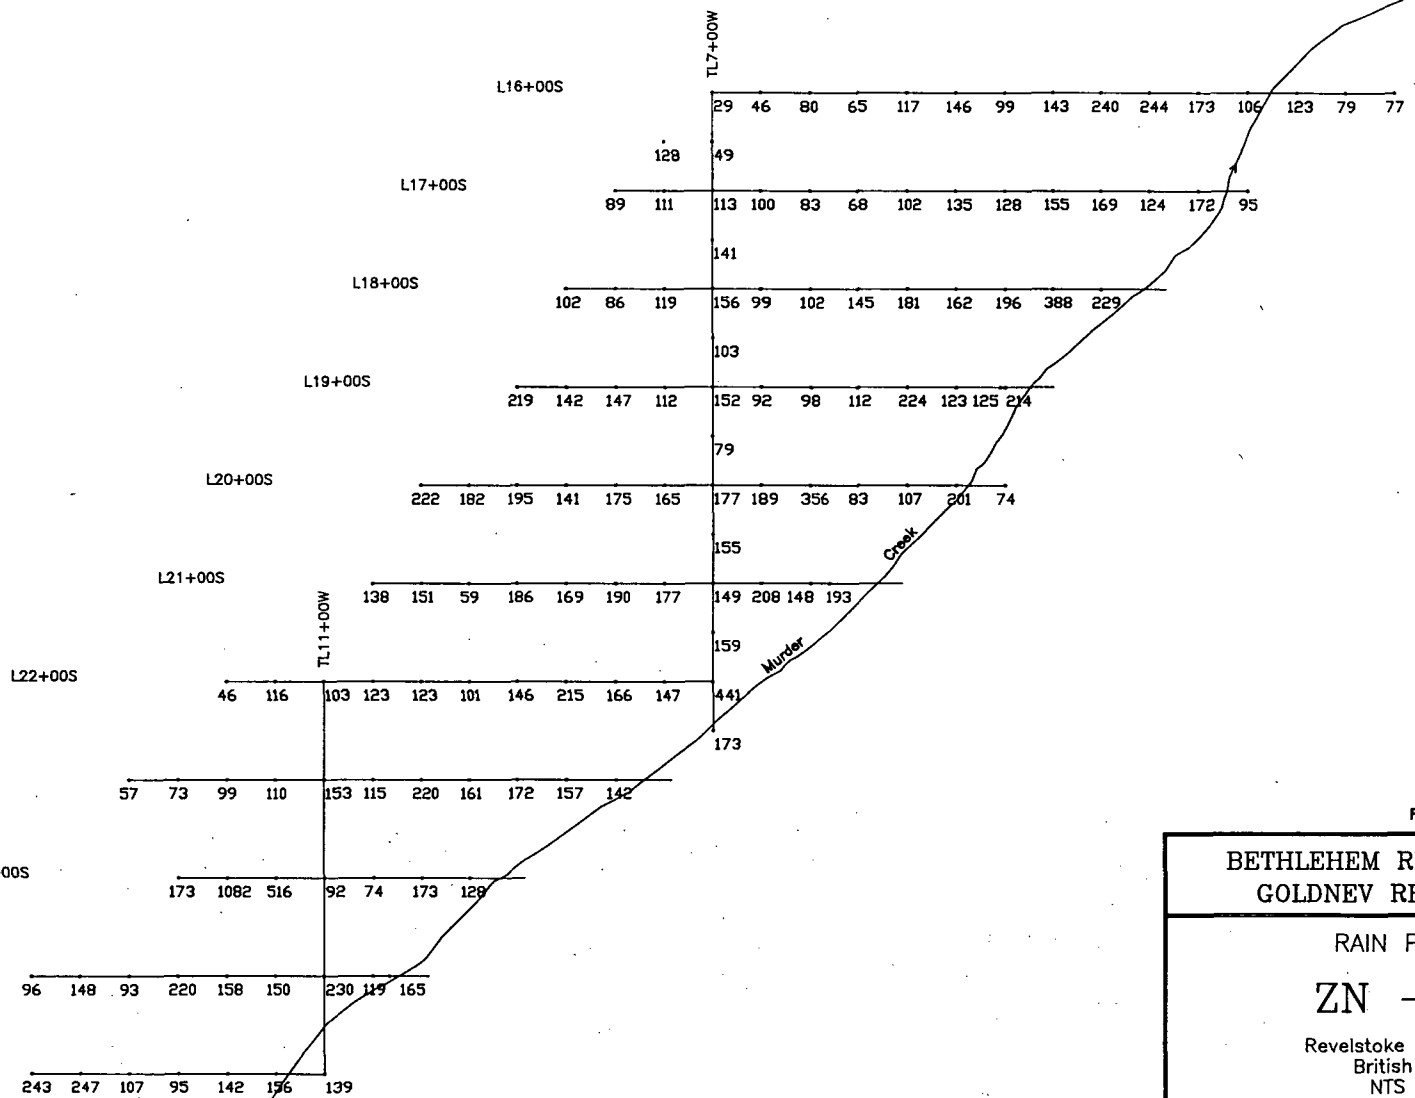 TL7+00W
L16+00S
29 46 80 65 117 146 99 143 240 244 173 106 123 79 77
128 49
L17+00S
89 111 113 100 83 68 102 135 128 155 169 124 172 95
141
L18+00S
102 86 119 156 99 102 145 181 162 196 388 229
103
L19+00S
219 142 147 112 152 92 98 112 224 123 125 214
79
L20+00S
222 182 195 141 175 165 177 189 356 83 107 201 74
155
Creek
L21+00S
138 151 59 186 169 190 177 149 208 148 193
TL11+00W
159
Murder
L22+00S
46 116 103 123 123 101 146 215 166 147 441
173
57 73 99 110 153 115 220 161 172 157 142
00S
173 1082 516 92 74 173 128
96 148 93 220 158 150 230 119 165
243 247 107 95 142 156 139
BETHLEHEM R
GOLDNEV RE
RAIN
ZN -
Revelstoke
British
NTS